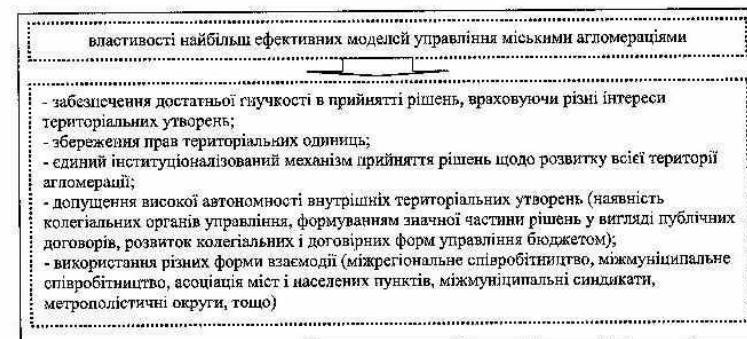 властивості найбільш ефективних моделей управління міськими агломераціями
- забезпечення достатньої гнучкості в прийнятті рішень, враховуючи різні інтереси
територіальних утворень;
- збереження прав територіальних одиниць;
- єдиний інституціоналізований механізм прийняття рішень щодо розвитку всієї території
агломерації;
- допущення високої автономності внутрішніх територіальних утворень (наявність
колегіальних органів управління, формуванням значної частини рішень у вигляді публічних
договорів, розвиток колегіальних і договірних форм управління бюджетом);
- використання різних форми взаємодії (міжрегіональне співробітництво, міжмуніципальне
співробітництво, асоціація міст і населених пунктів, міжмуніципальні синдикати,
метрополістичні округи, тощо)